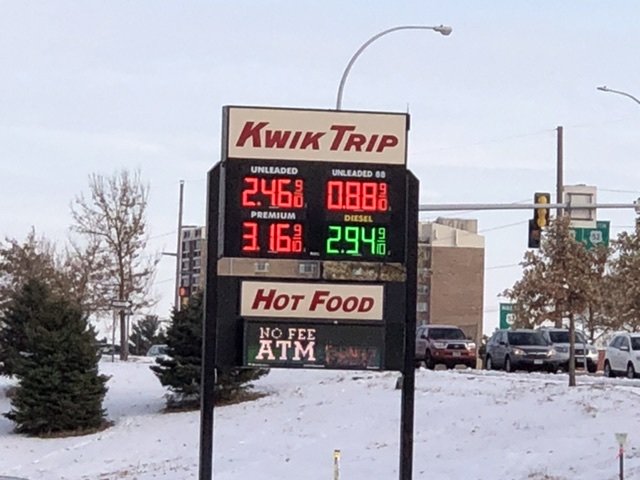 KWIK TRIP
UNLEADED UNLEADED 88
2.46 9/10 0.88 9/10
PREMIUM DIESEL
3.16 9/10 2.94 9/10
HOT FOOD
NO FEE
ATM